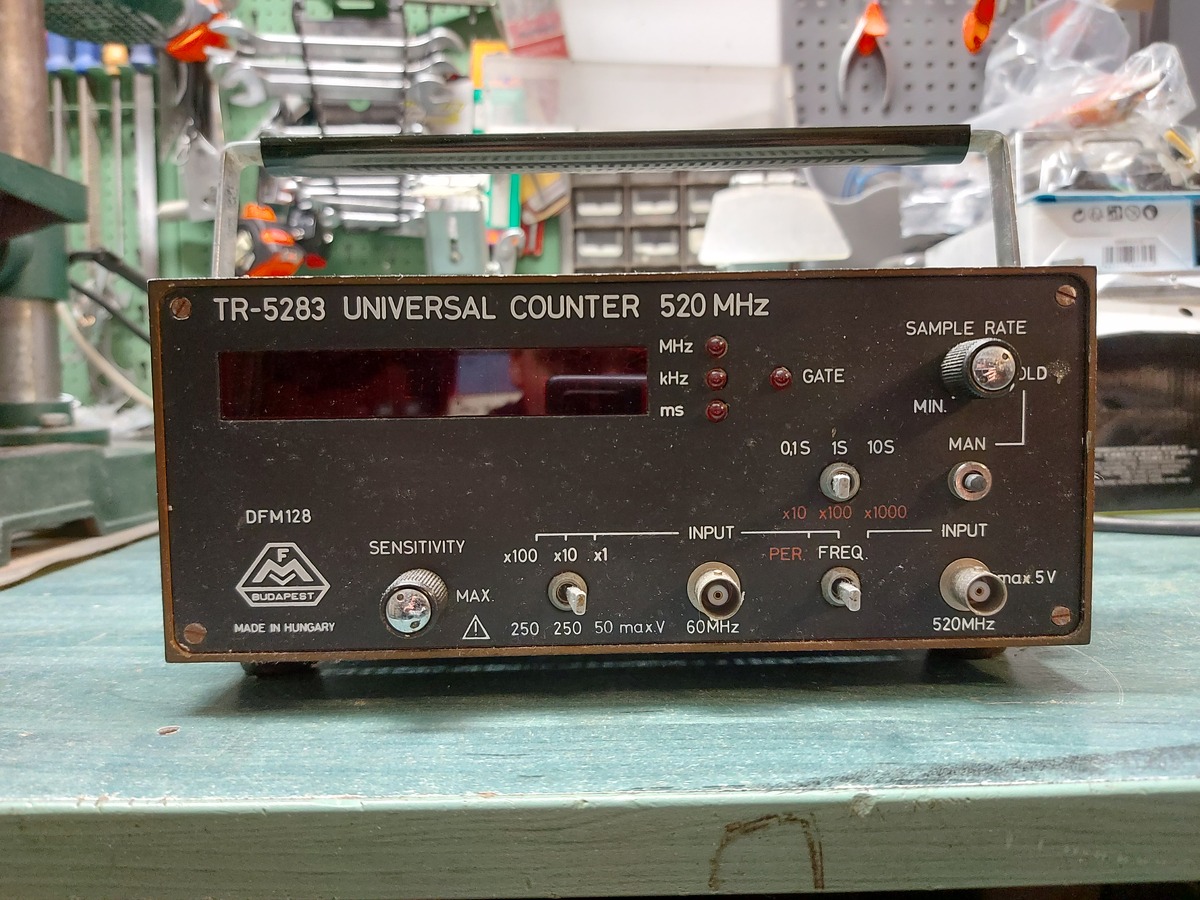 TR-5283 UNIVERSAL COUNTER 520 MHz
SAMPLE RATE
MHz
kHz
GATE
ms
OLD
MIN.
MAN
0,1S 1S 10S
x10 x100 x1000
DFM128
F
M
BUDAPEST
MADE IN HUNGARY
SENSITIVITY
MAX.
x100 x10 x1
INPUT
PER. FREQ.
INPUT
250 250 50 max.V
60MHz
max.5V
520MHz